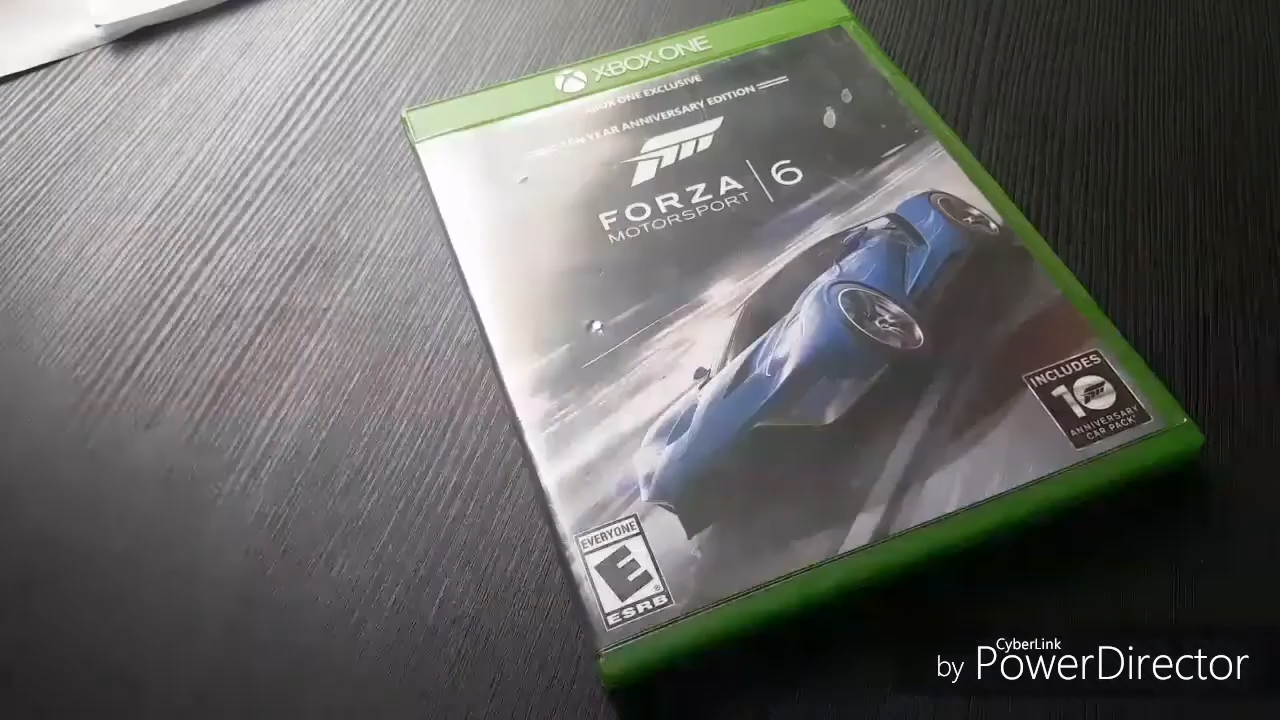 XBOX ONE
XBOX ONE EXCLUSIVE
TEN YEAR ANNIVERSARY EDITION
FORZA | 6
MOTORSPORT
INCLUDES
10
ANNIVERSARY
CAR PACK
EVERYONE
E
ESRB
CyberLink
by PowerDirector